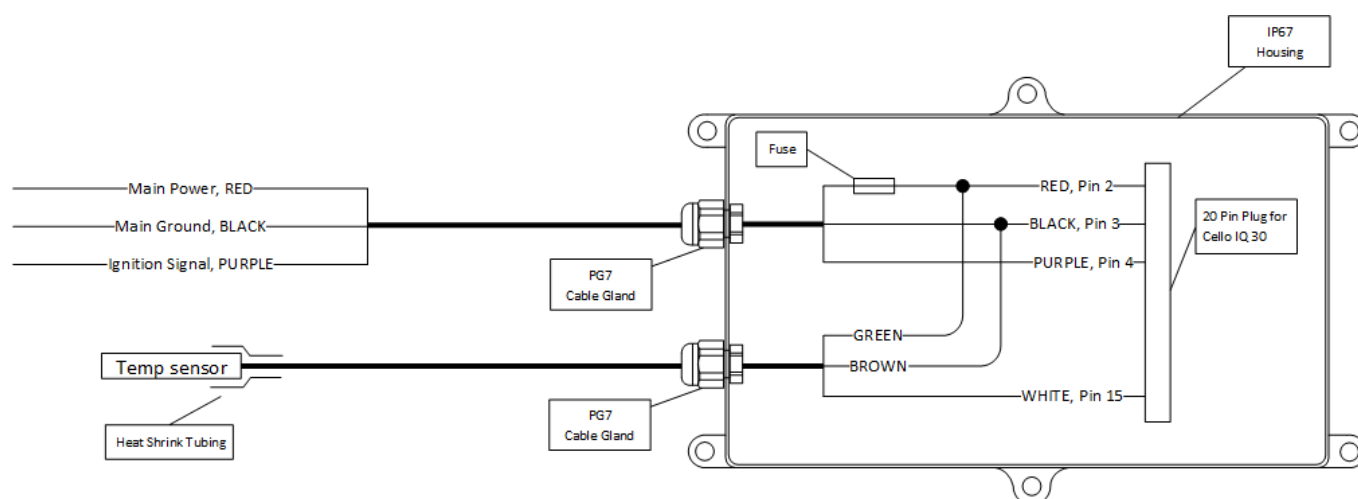 IP67
Housing
Fuse
Main Power, RED
RED, Pin 2
Main Ground, BLACK
BLACK, Pin 3
20 Pin Plug for
Cello IQ 30
Ignition Signal, PURPLE
PURPLE, Pin 4
PG7
Cable Gland
GREEN
Temp sensor
BROWN
WHITE, Pin 15
PG7
Cable Gland
Heat Shrink Tubing